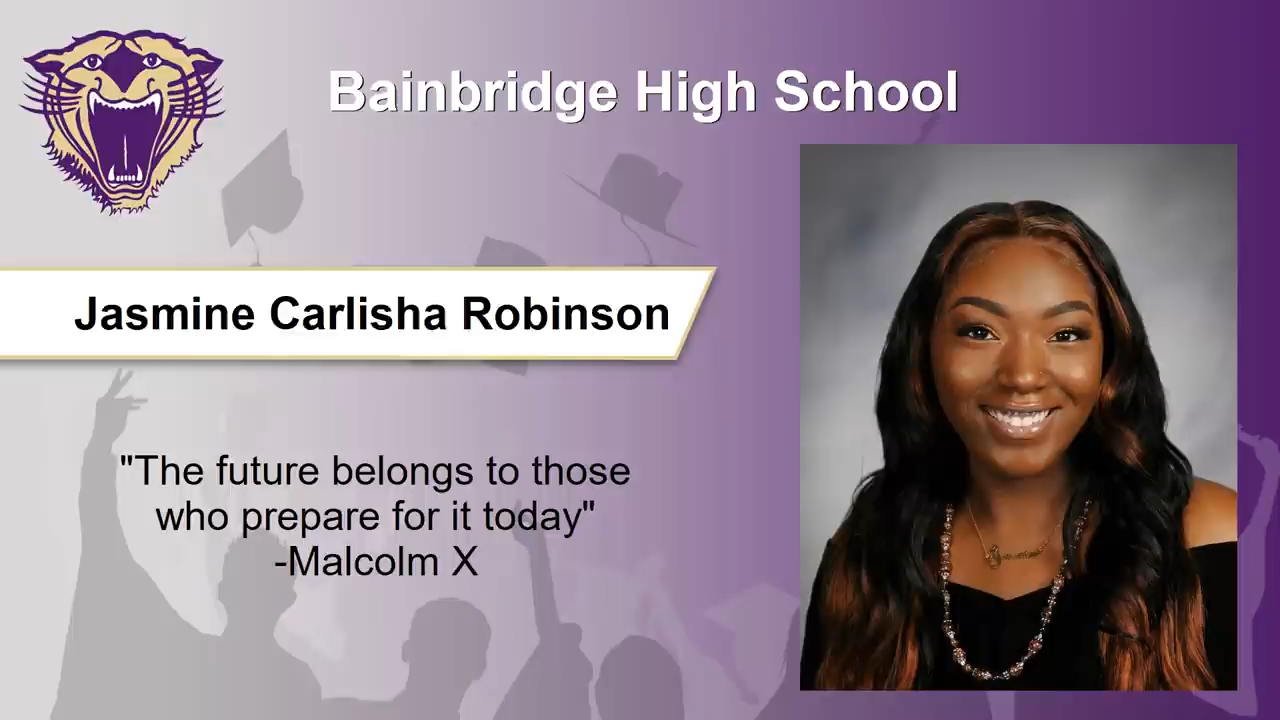 Bainbridge High School
Jasmine Carlisha Robinson
"The future belongs to those
who prepare for it today"
-Malcolm X